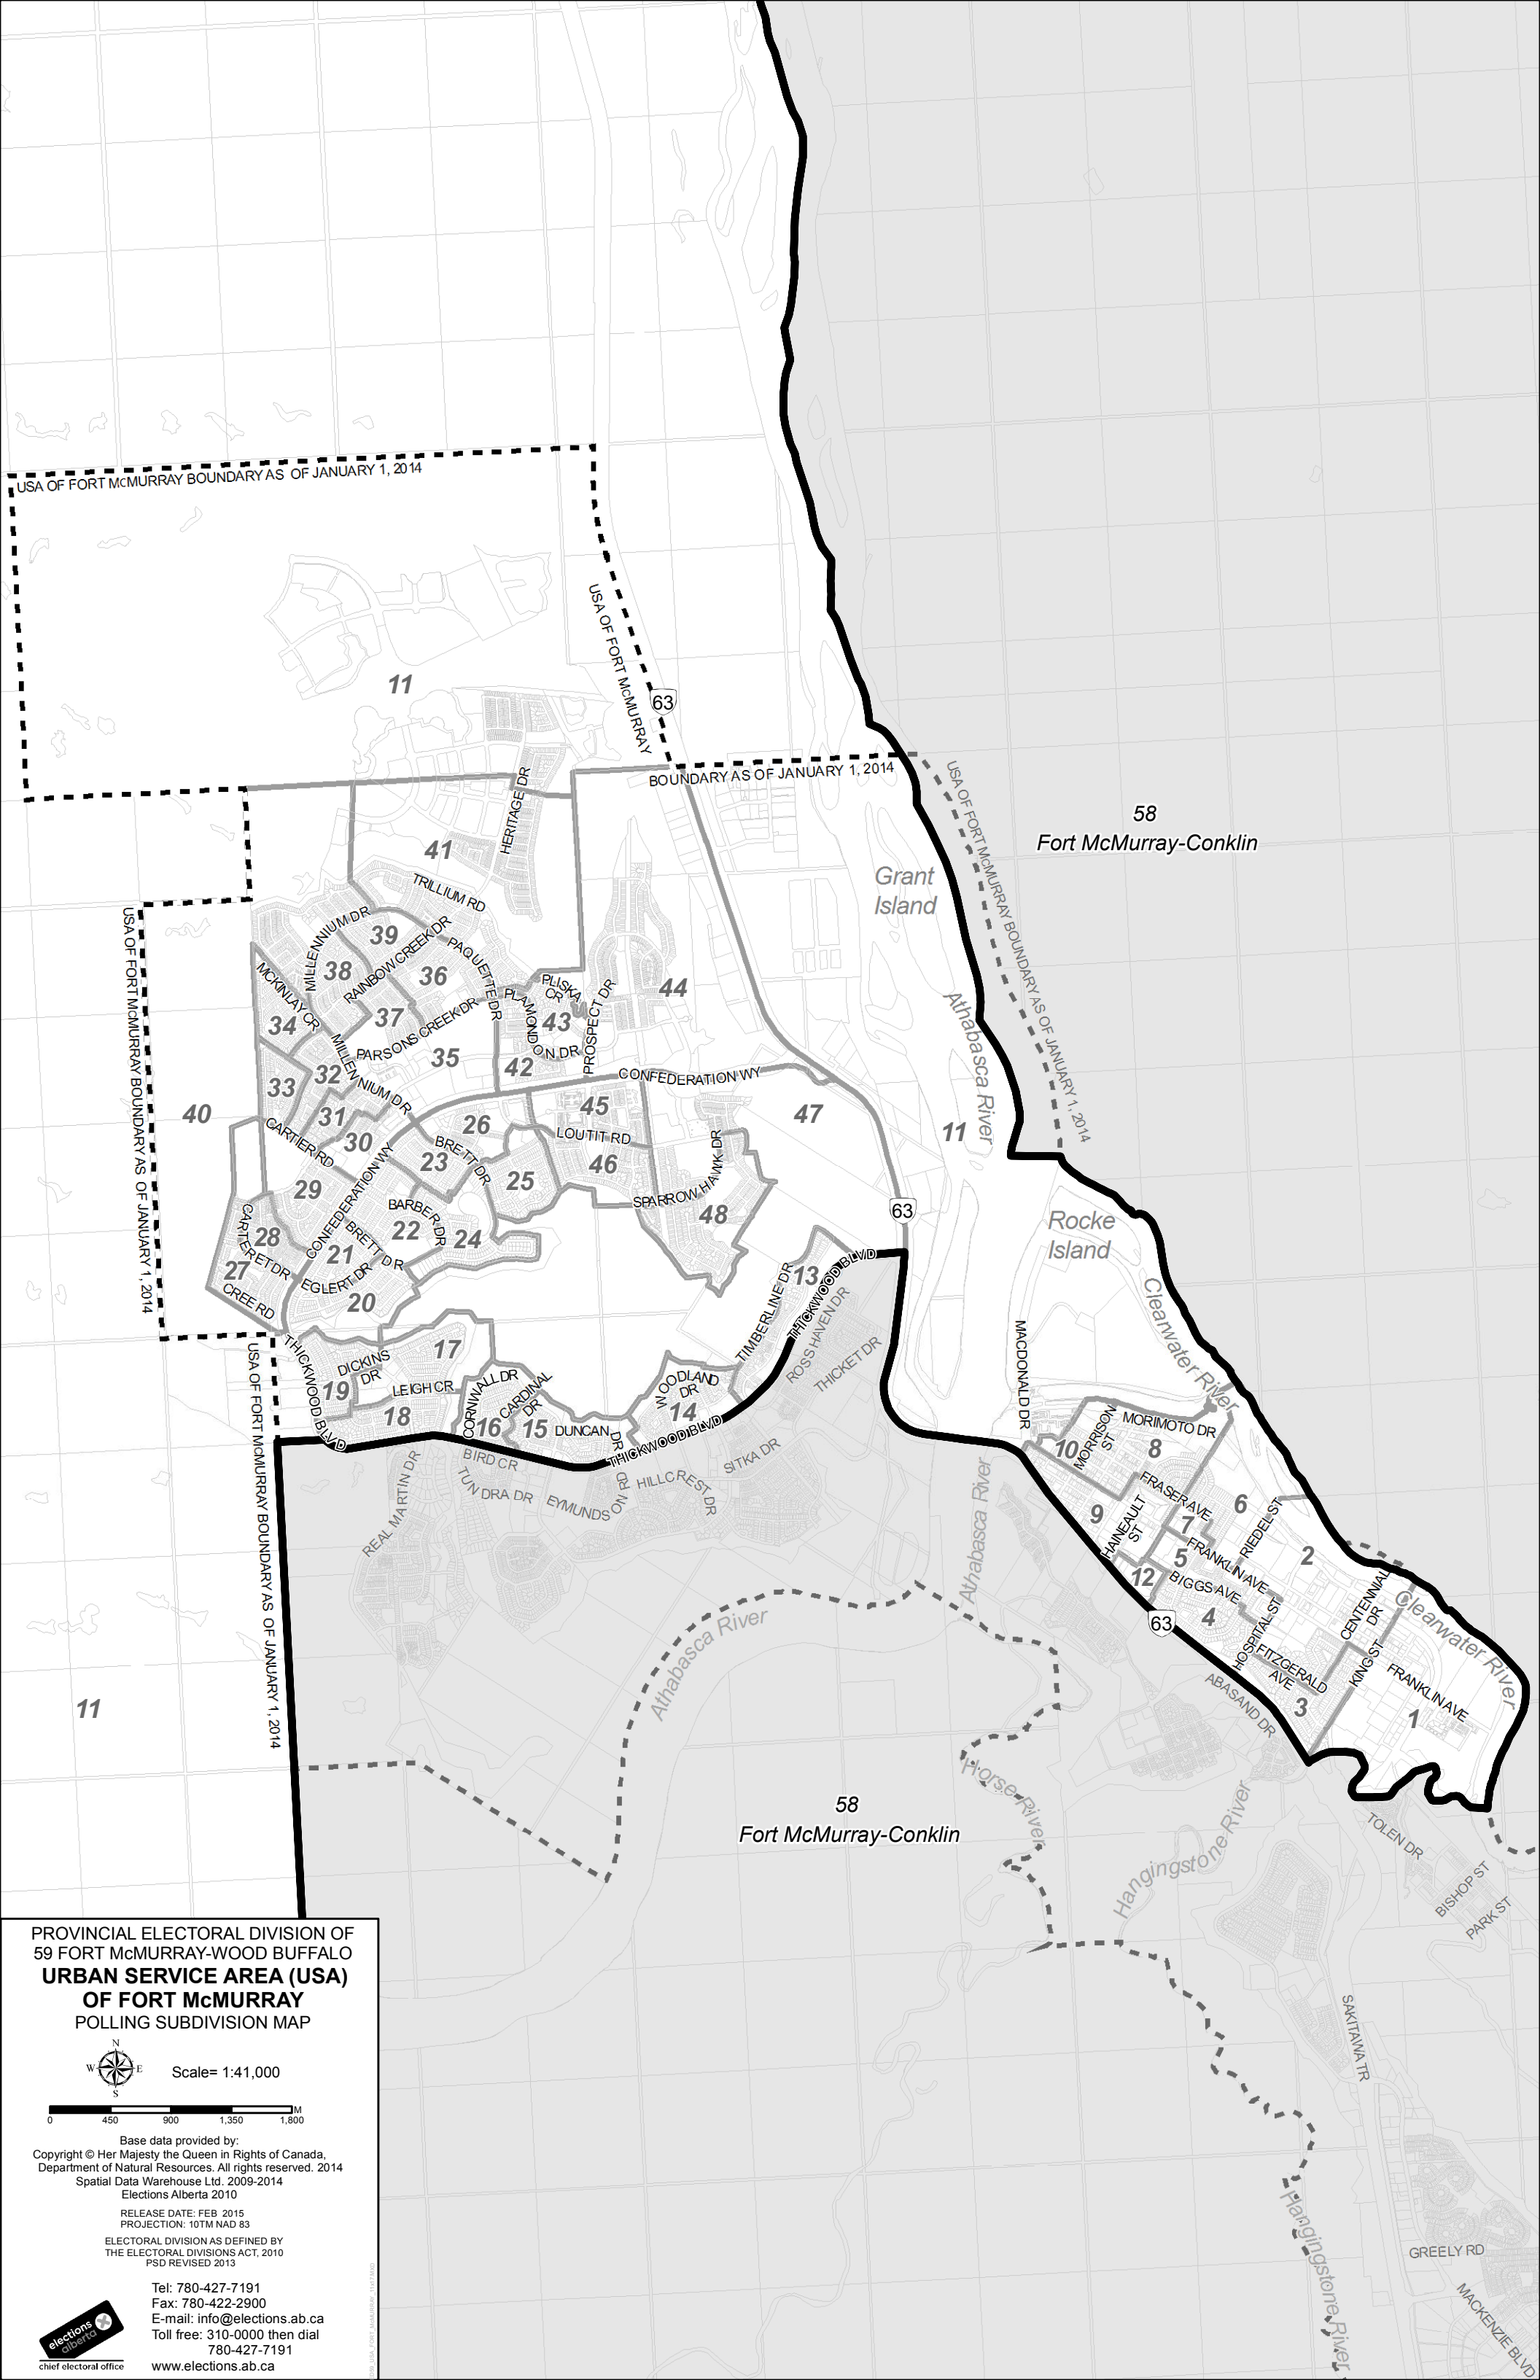 USA OF FORT McMURRAY BOUNDARY AS OF JANUARY 1, 2014
USA OF FORT McMURRAY
63
11
BOUNDARY AS OF JANUARY 1, 2014
USA OF FORT McMURRAY BOUNDARY AS OF JANUARY 1, 2014
58
Fort McMurray-Conklin
HERITAGE DR
41
Grant
Island
TRILLIUM RD
USA OF FORT McMURRAY BOUNDARY AS OF JANUARY 1, 2014
MILLENNIUM DR
39
RAINBOW CREEK DR
PAQUETTE DR
38
36
MCKINLAY CR
PLISKA
CR
PROSPECT DR
44
34
37
PARSONS CREEK DR
PLAMONDON DR
43
Athabasca River
MILLENNIUM DR
35
42
32
33
CONFEDERATION WY
40
31
26
45
47
11
CARTIER RD
30
LOUTIT RD
BRETT DR
23
46
SPARROW HAWK DR
29
25
CONFEDERATION WY
BARBER DR
22
48
63
Rocke
Island
CARTERET DR
28
21
BRETT DR
24
27
EGLERT DR
CREE RD
20
13
THICKWOOD BLVD
TIMBERLINE DR
ROSS HAVEN DR
THICKET DR
Clearwater River
MACDONALD DR
USA OF FORT McMURRAY BOUNDARY AS OF JANUARY 1, 2014
THICKWOOD BLVD
DICKINS
DR
17
19
LEIGH CR
18
CORNWALL DR
CARDINAL
DR
16
15
DUNCAN DR
WOODLAND
DR
14
THICKWOOD BLVD
REAL MARTIN DR
BIRD CR
TUNDRA DR
EYMUNDSON RD
HILLCREST DR
SITKA DR
MORRISON
ST
MORIMOTO DR
10
8
9
FRASER AVE
HAINEAULT
ST
6
7
RIEDEL ST
5
FRANKLIN AVE
2
12
BIGGS AVE
4
63
HOSPITAL ST
CENTENNIAL
DR
FITZGERALD
AVE
KING ST
FRANKLIN AVE
3
1
Clearwater River
ABASAND DR
Athabasca River
Athabasca River
11
Horse River
Hangingstone River
58
Fort McMurray-Conklin
TOLEN DR
BISHOP ST
PARK ST
SAKITAWA TR
Hangingstone River
GREELY RD
MACKENZIE BLVD
PROVINCIAL ELECTORAL DIVISION OF
59 FORT McMURRAY-WOOD BUFFALO
URBAN SERVICE AREA (USA)
OF FORT McMURRAY
POLLING SUBDIVISION MAP
N
W E
S
Scale= 1:41,000
M
0 450 900 1,350 1,800
Base data provided by:
Copyright © Her Majesty the Queen in Rights of Canada,
Department of Natural Resources. All rights reserved. 2014
Spatial Data Warehouse Ltd. 2009-2014
Elections Alberta 2010
RELEASE DATE: FEB 2015
PROJECTION: 10TM NAD 83
ELECTORAL DIVISION AS DEFINED BY
THE ELECTORAL DIVISIONS ACT, 2010
PSD REVISED 2013
Tel: 780-427-7191
Fax: 780-422-2900
E-mail: info@elections.ab.ca
Toll free: 310-0000 then dial
780-427-7191
www.elections.ab.ca
elections
alberta
chief electoral office